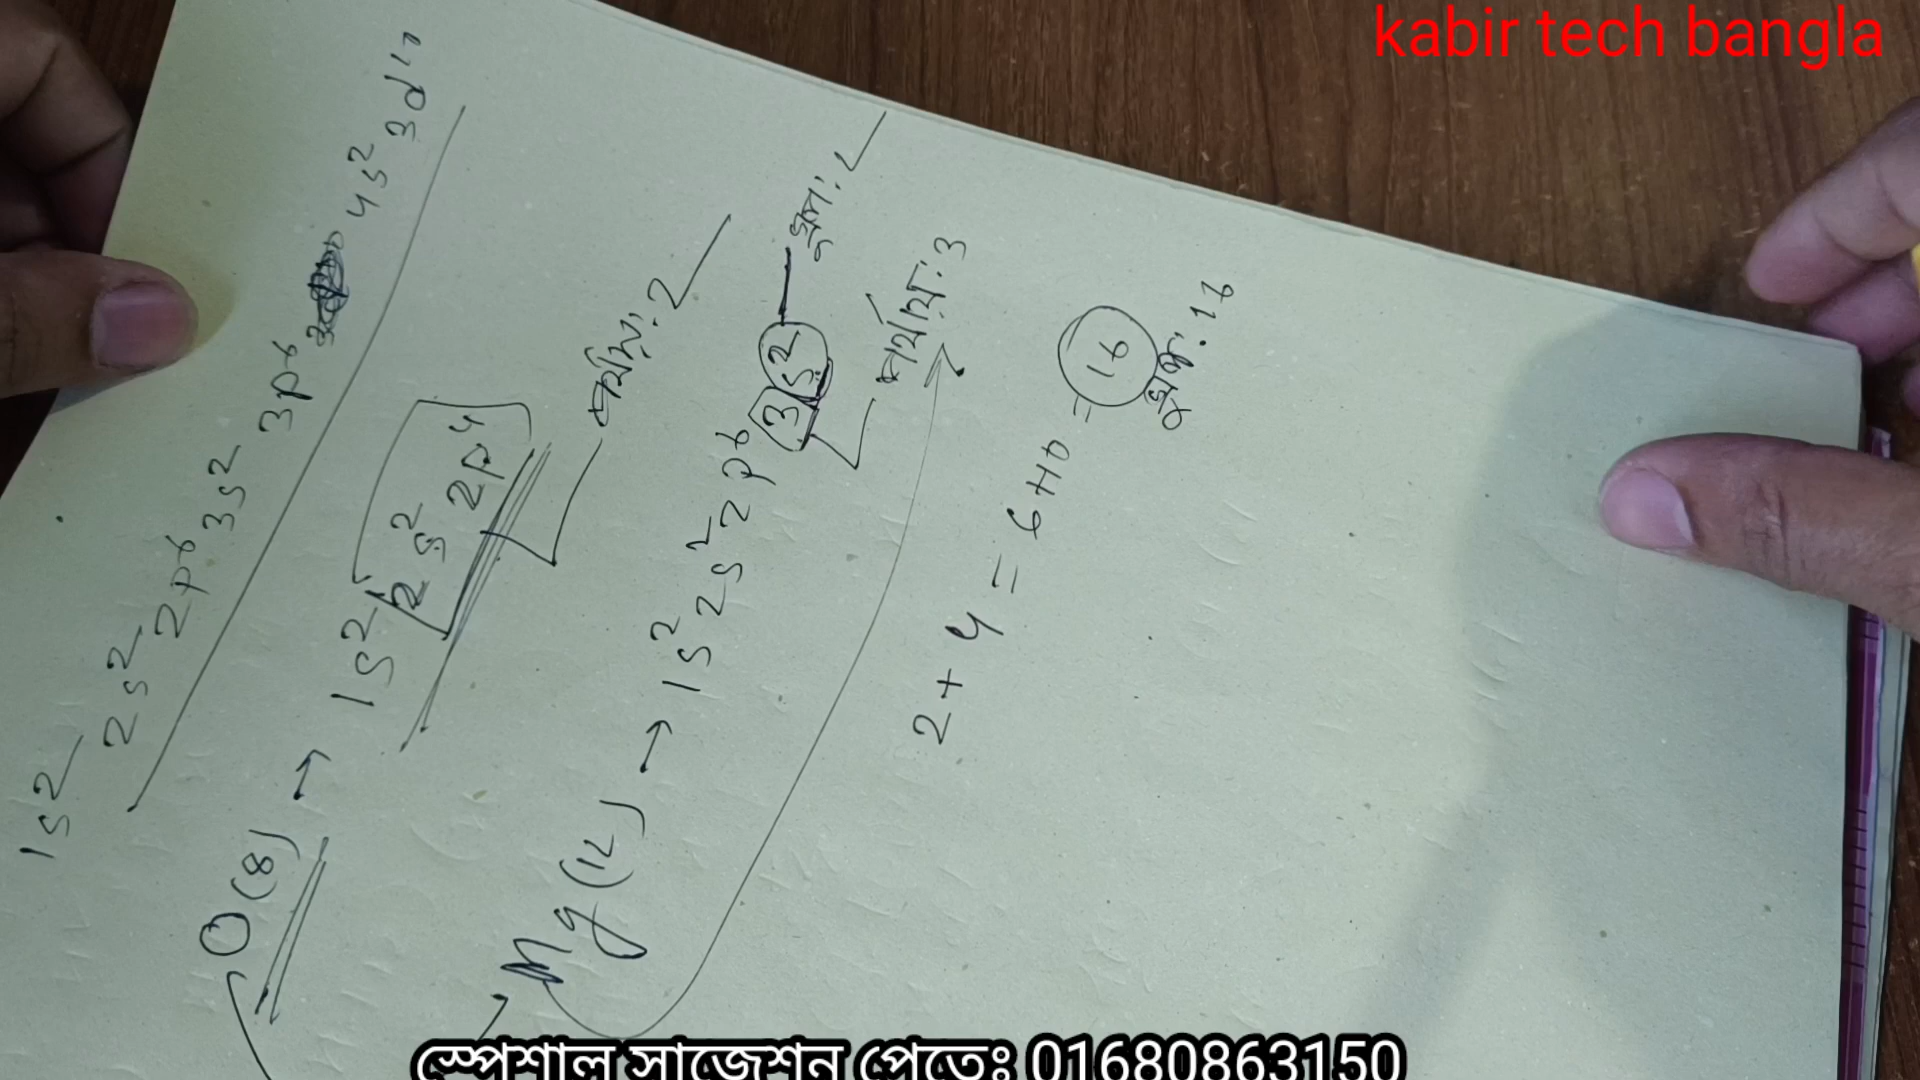 kabir tech bangla
1s2 2s2 2p6 3s2 3p6 4s2 3d10
O(8) → 1s2 2s2 2p4
পর্যায়: 2
Mg(12) → 1s2 2s2 2p6 3s2
গ্রুপ: 2
পর্যায়: 3
2+4 = 6+10 = 16
গ্রুপ: 16
স্পেশাল সাজেশন পেতেঃ 01680863150